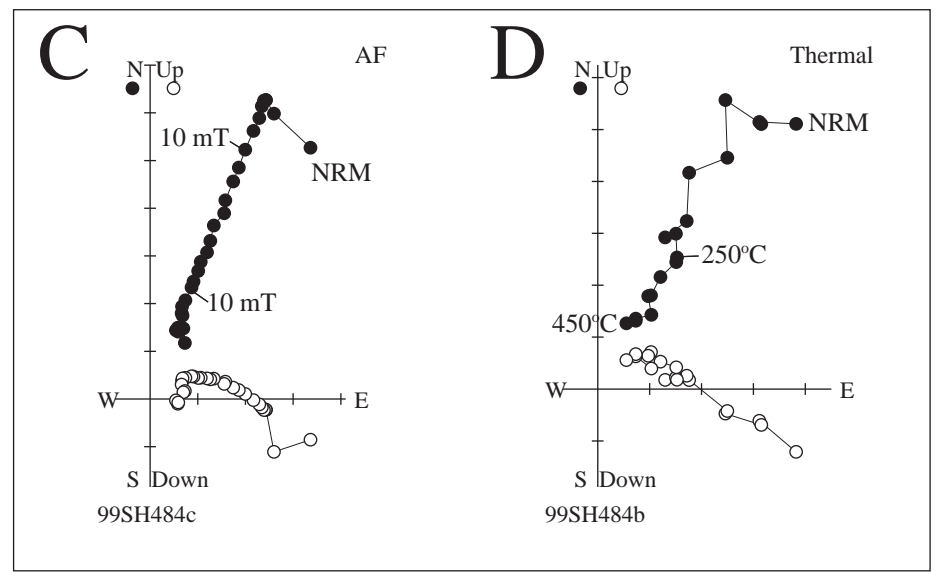 C
AF
N Up
10 mT
NRM
10 mT
W
E
S Down
99SH484c
D
Thermal
N Up
NRM
250°C
450°C
W
E
S Down
99SH484b